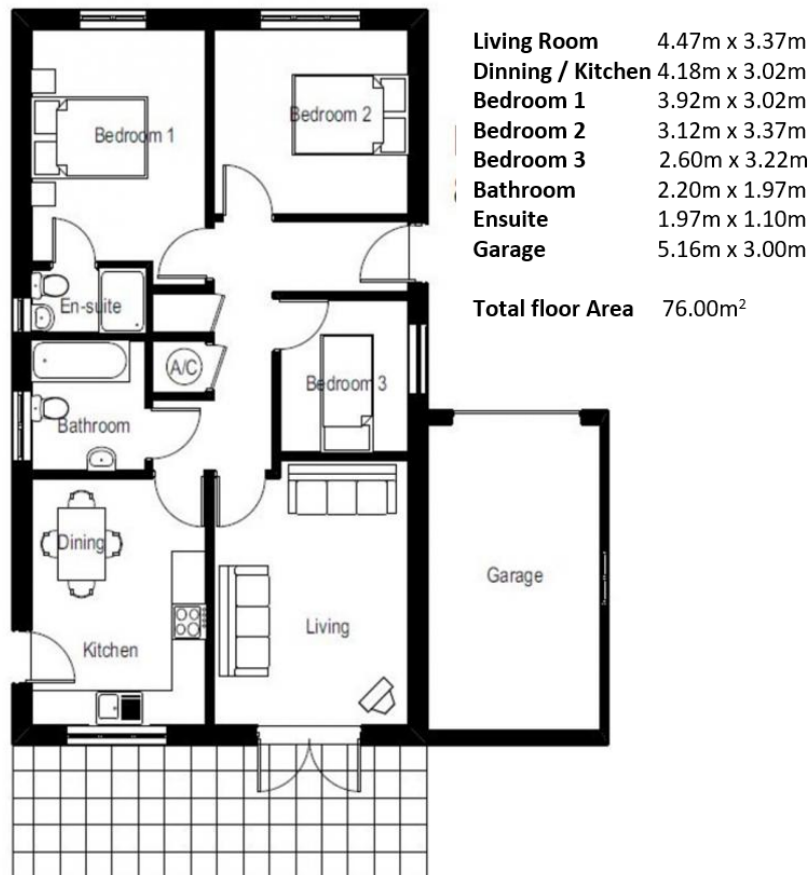 Living Room 4.47m x 3.37m
Dinning / Kitchen 4.18m x 3.02m
Bedroom 1 3.92m x 3.02m
Bedroom 2 3.12m x 3.37m
Bedroom 3 2.60m x 3.22m
Bathroom 2.20m x 1.97m
Ensuite 1.97m x 1.10m
Garage 5.16m x 3.00m
Total floor Area 76.00m²
Bedroom 1
Bedroom 2
En-suite
A/C
Bedroom 3
Bathroom
Dining
Garage
Living
Kitchen